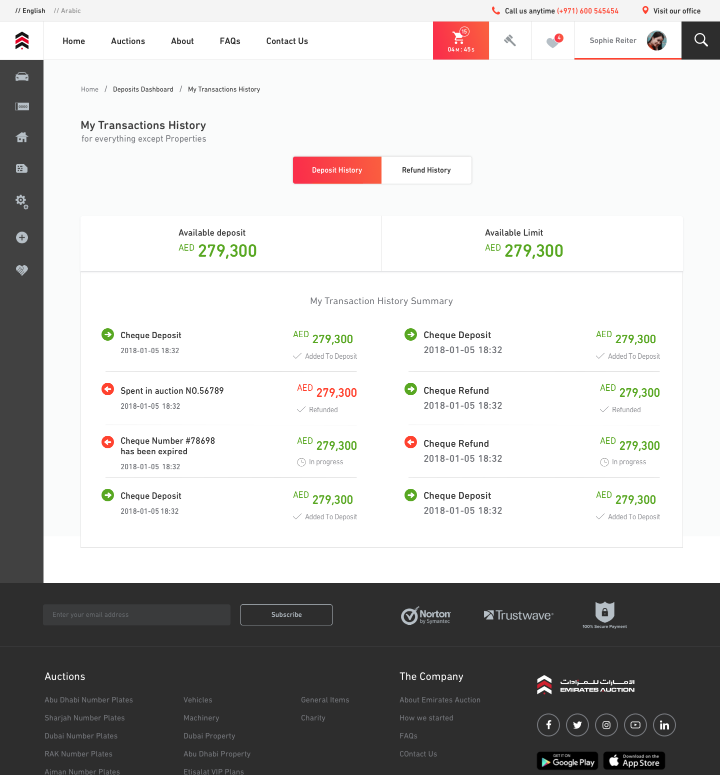 // English // Arabic
Call us anytime (+971) 600 545454
Visit our office
Home
Auctions
About
FAQs
Contact Us
04M : 45s
4
Sophie Reiter
Home / Deposits Dashboard / My Transactions History
My Transactions History
for everything except Properties
Deposit History
Refund History
Available deposit
AED 279,300
Available Limit
AED 279,300
My Transaction History Summary
Cheque Deposit
2018-01-05 18:32
AED 279,300
Added To Deposit
Cheque Deposit
2018-01-05 18:32
AED 279,300
Added To Deposit
Spent in auction NO.56789
2018-01-05 18:32
AED 279,300
Refunded
Cheque Refund
2018-01-05 18:32
AED 279,300
Refunded
Cheque Number #78698
has been expired
2018-01-05 18:32
AED 279,300
In progress
Cheque Refund
2018-01-05 18:32
AED 279,300
In progress
Cheque Deposit
2018-01-05 18:32
AED 279,300
Added To Deposit
Cheque Deposit
2018-01-05 18:32
AED 279,300
Added To Deposit
Enter your email address
Subscribe
Norton
by Symantec
Trustwave
100% Secure Payment
Auctions
Abu Dhabi Number Plates
Sharjah Number Plates
Dubai Number Plates
RAK Number Plates
Ajman Number Plates
Vehicles
Machinery
Dubai Property
Abu Dhabi Property
Etisalat VIP Plans
General Items
Charity
The Company
About Emirates Auction
How we started
FAQs
COntact Us
الإمارات للمزادات
EMIRATES AUCTION
GET IT ON
Google Play
Download on the
App Store